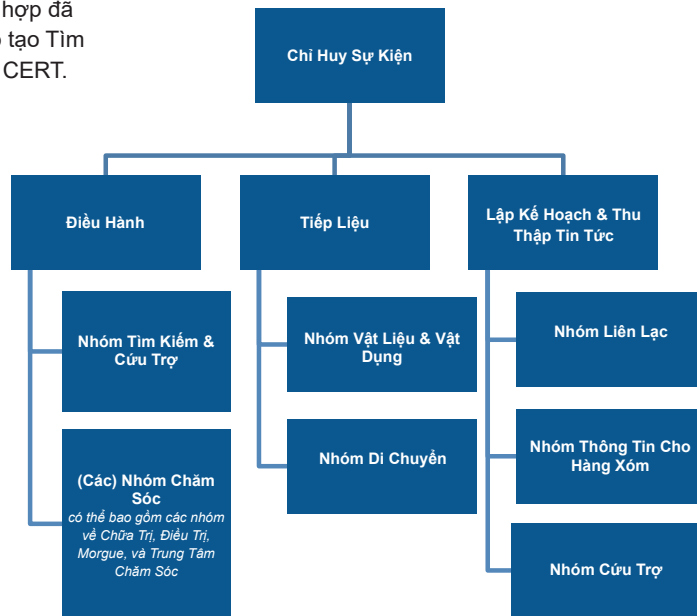 hợp đã
tạo Tìm
CERT.
Chỉ Huy Sự Kiện
Điều Hành
Tiếp Liệu
Lập Kế Hoạch & Thu
Thập Tin Tức
Nhóm Tìm Kiếm &
Cứu Trợ
(Các) Nhóm Chăm
Sóc
có thể bao gồm các nhóm
về Chữa Trị, Điều Trị,
Morgue, và Trung Tâm
Chăm Sóc
Nhóm Vật Liệu & Vật
Dụng
Nhóm Di Chuyển
Nhóm Liên Lạc
Nhóm Thông Tin Cho
Hàng Xóm
Nhóm Cứu Trợ